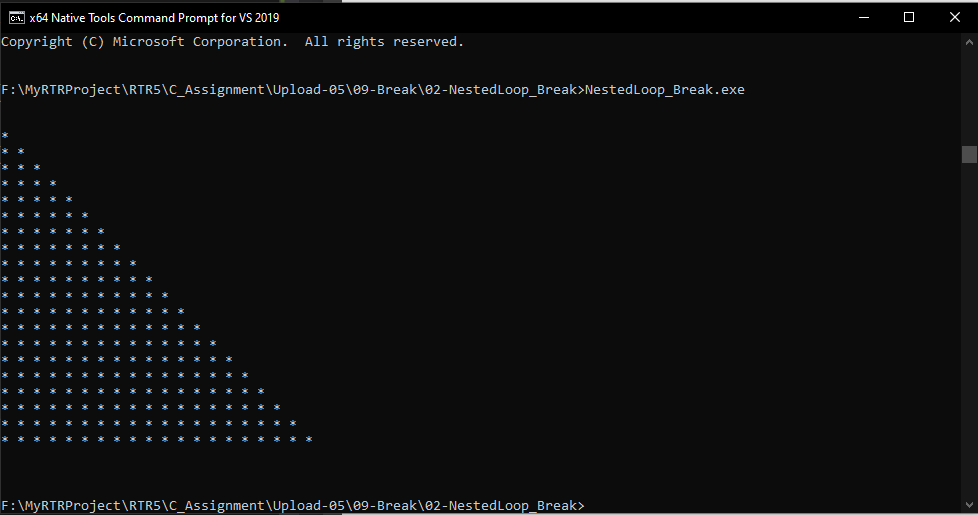 x64 Native Tools Command Prompt for VS 2019
Copyright (C) Microsoft Corporation.  All rights reserved.
F:\MyRTRProject\RTR5\C_Assignment\Upload-05\09-Break\02-NestedLoop_Break>NestedLoop_Break.exe
*
* *
* * *
* * * *
* * * * *
* * * * * *
* * * * * * *
* * * * * * * *
* * * * * * * * *
* * * * * * * * * *
* * * * * * * * * * *
* * * * * * * * * * * *
* * * * * * * * * * * * *
* * * * * * * * * * * * * *
* * * * * * * * * * * * * * *
* * * * * * * * * * * * * * * *
* * * * * * * * * * * * * * * * *
* * * * * * * * * * * * * * * * * *
* * * * * * * * * * * * * * * * * * *
* * * * * * * * * * * * * * * * * * * *
F:\MyRTRProject\RTR5\C_Assignment\Upload-05\09-Break\02-NestedLoop_Break>